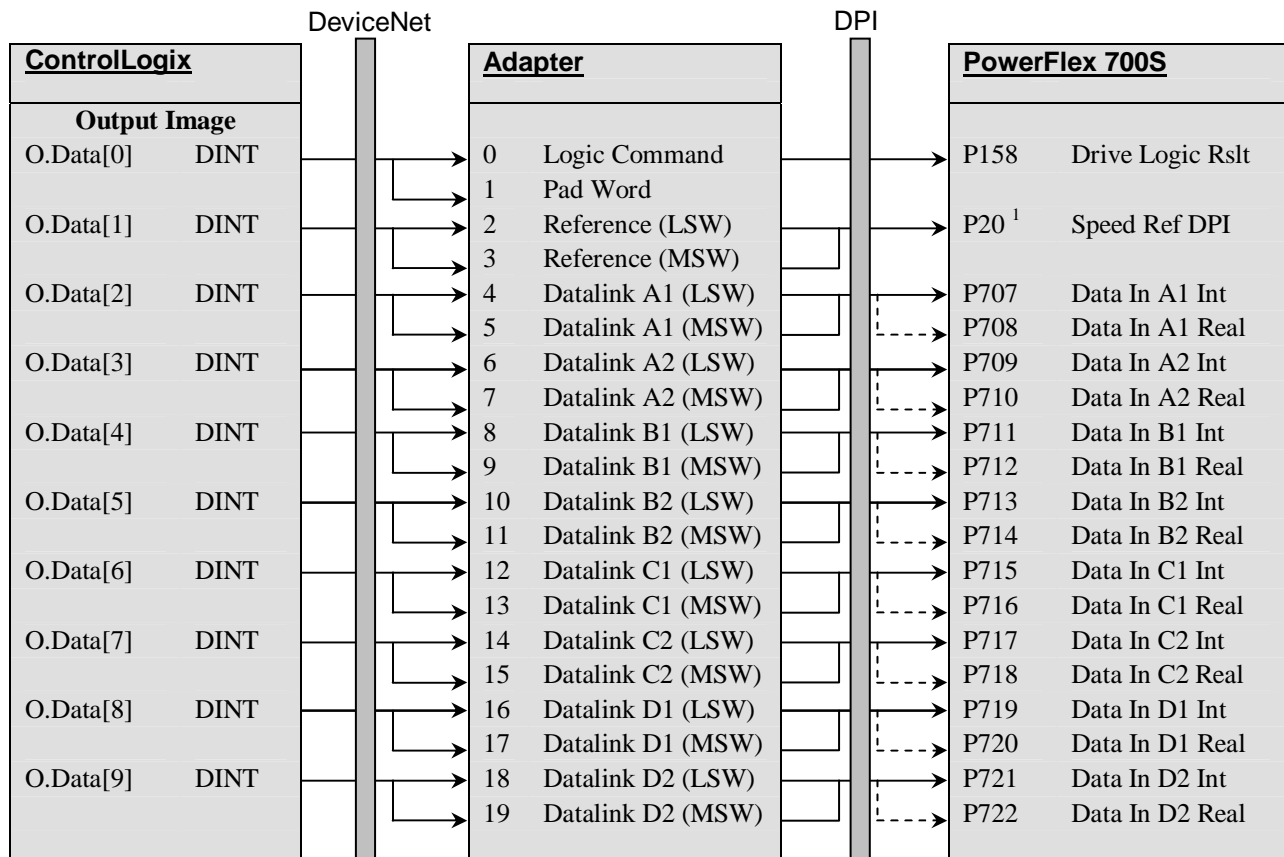 DeviceNet DPI
ControlLogix Adapter PowerFlex 700S
Output Image
O.Data[0] DINT 0 Logic Command P158 Drive Logic Rslt
1 Pad Word
O.Data[1] DINT 2 Reference (LSW) P20 1 Speed Ref DPI
3 Reference (MSW)
O.Data[2] DINT 4 Datalink A1 (LSW) P707 Data In A1 Int
5 Datalink A1 (MSW) P708 Data In A1 Real
O.Data[3] DINT 6 Datalink A2 (LSW) P709 Data In A2 Int
7 Datalink A2 (MSW) P710 Data In A2 Real
O.Data[4] DINT 8 Datalink B1 (LSW) P711 Data In B1 Int
9 Datalink B1 (MSW) P712 Data In B1 Real
O.Data[5] DINT 10 Datalink B2 (LSW) P713 Data In B2 Int
11 Datalink B2 (MSW) P714 Data In B2 Real
O.Data[6] DINT 12 Datalink C1 (LSW) P715 Data In C1 Int
13 Datalink C1 (MSW) P716 Data In C1 Real
O.Data[7] DINT 14 Datalink C2 (LSW) P717 Data In C2 Int
15 Datalink C2 (MSW) P718 Data In C2 Real
O.Data[8] DINT 16 Datalink D1 (LSW) P719 Data In D1 Int
17 Datalink D1 (MSW) P720 Data In D1 Real
O.Data[9] DINT 18 Datalink D2 (LSW) P721 Data In D2 Int
19 Datalink D2 (MSW) P722 Data In D2 Real